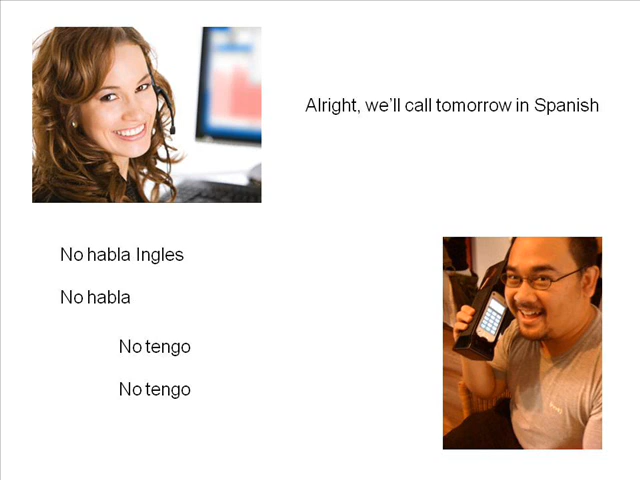 Alright, we’ll call tomorrow in Spanish
No habla Ingles
No habla
No tengo
No tengo